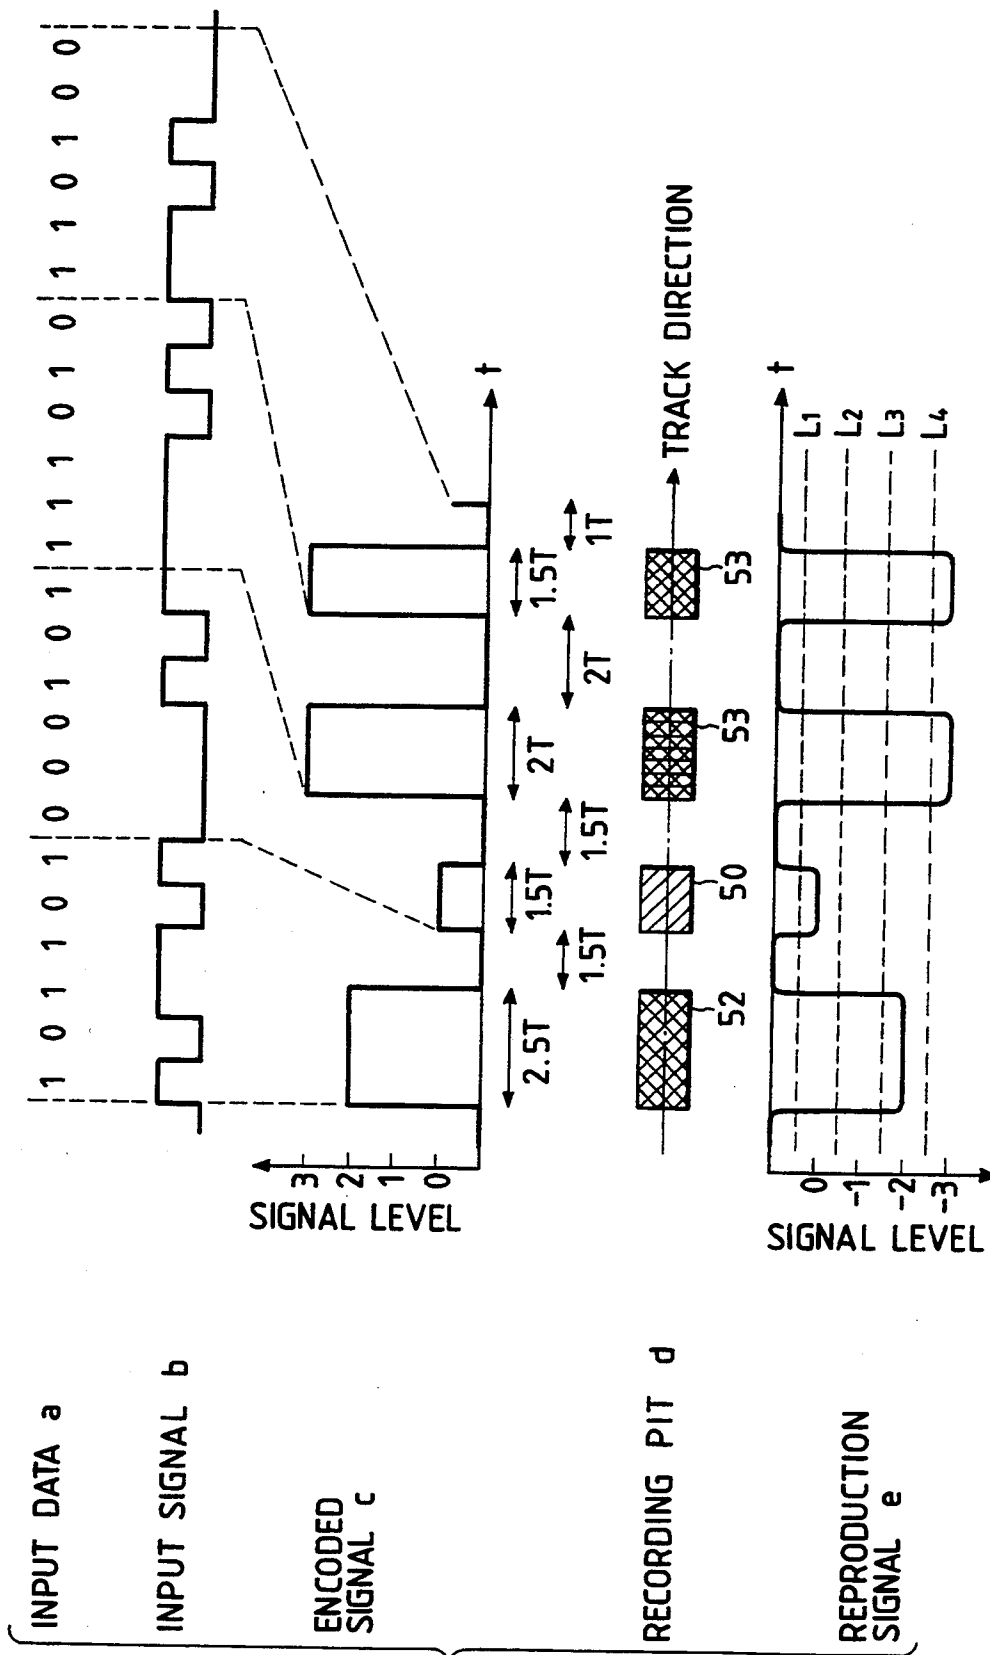 INPUT DATA a
1 0 1 1 0 1 0 0 0 1 0 1 1 1 1 0 1 0 1 1 0 1 0 0
INPUT SIGNAL b
ENCODED
SIGNAL c
SIGNAL LEVEL
3
2
1
0
t
2.5T 1.5T 1.5T 1.5T 2T 2T 1.5T 1T
RECORDING PIT d
52 50 53 53
TRACK DIRECTION
REPRODUCTION
SIGNAL e
SIGNAL LEVEL
0
-1
-2
-3
t
L1
L2
L3
L4